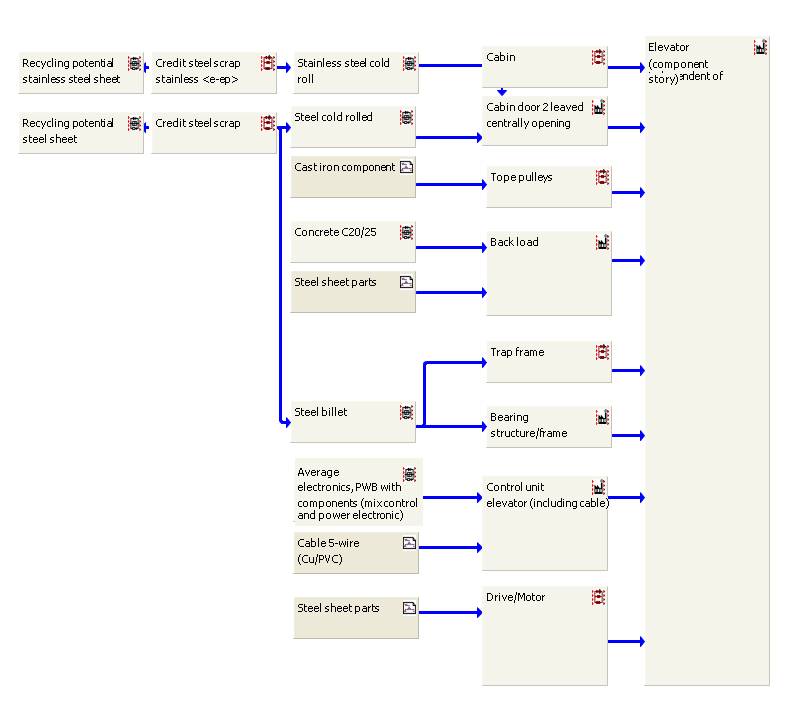 Elevator
(component
story)
endent of
Recycling potential
stainless steel sheet
Credit steel scrap
stainless <e-ep>
Stainless steel cold
roll
Cabin
Recycling potential
steel sheet
Credit steel scrap
Steel cold rolled
Cabin door 2 leaved
centrally opening
Cast iron component
Tope pulleys
Concrete C20/25
Back load
Steel sheet parts
Trap frame
Steel billet
Bearing
structure/frame
Average
electronics, PWB with
components (mix control
and power electronic)
Control unit
elevator (including cable)
Cable 5-wire
(Cu/PVC)
Steel sheet parts
Drive/Motor